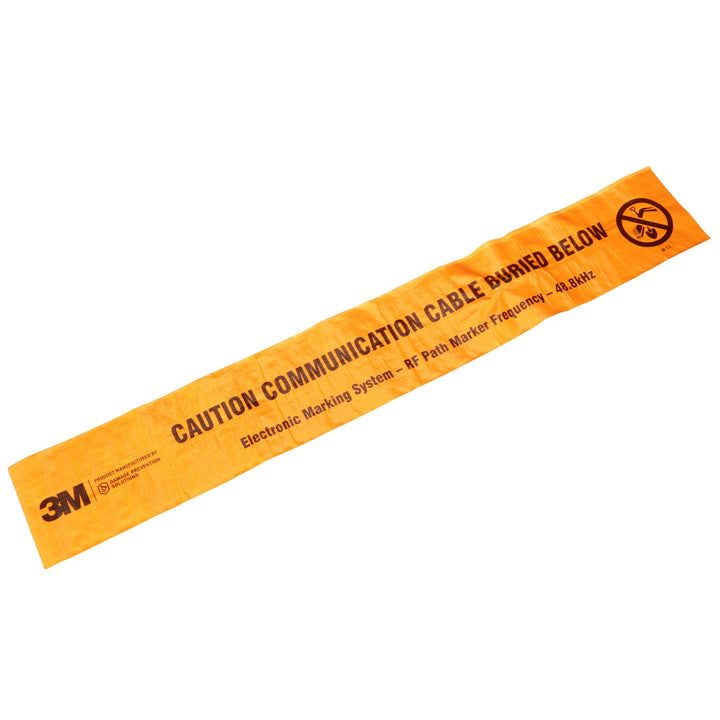 CAUTION COMMUNICATION CABLE BURIED BELOW
Electronic Marking System – RF Path Marker Frequency – 48.8kHz
3M
PRODUCT MANUFACTURED BY
DAMAGE PREVENTION
SOLUTIONS